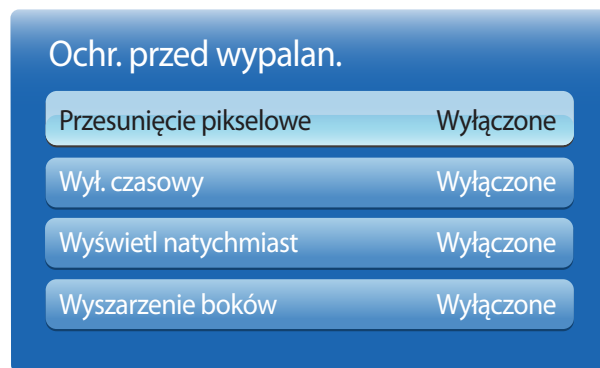 Ochr. przed wypalan.
Przesunięcie pikselowe Wyłączone
Wył. czasowy Wyłączone
Wyświetl natychmiast Wyłączone
Wyszarzenie boków Wyłączone